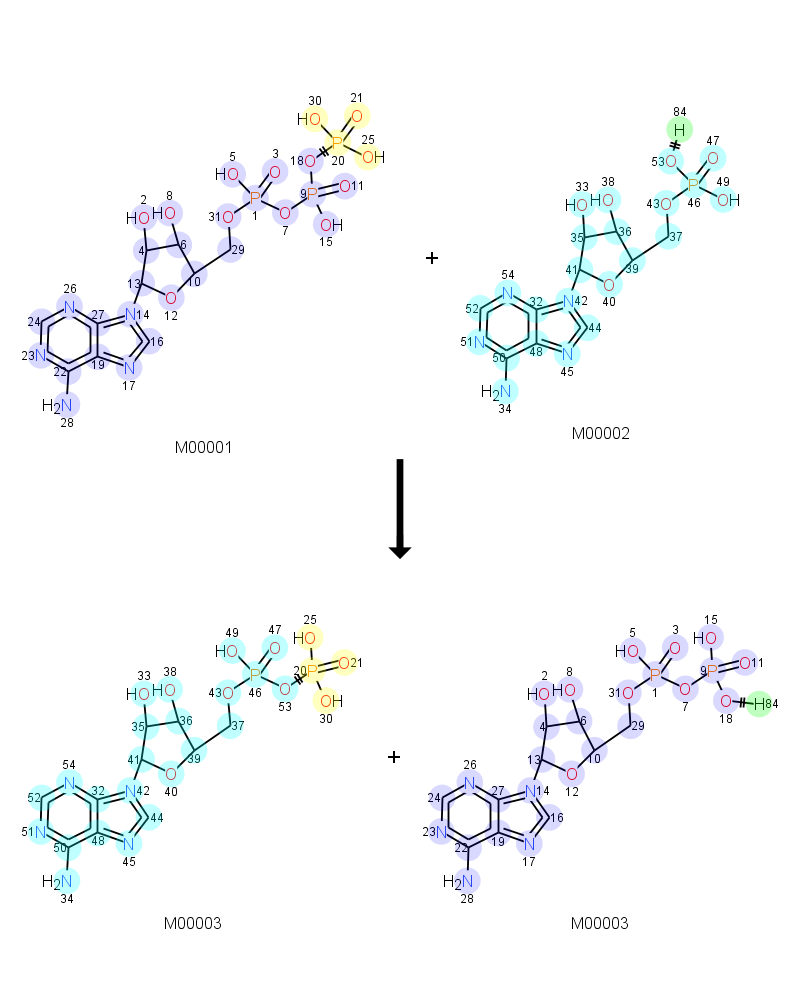 30 21
HO O
P OH
25
18 O 20
5 3
HO O
P O P O
1 7 9 11
OH
15
2 8
HO HO
31 O
4 6 29
13 10
O
12
26
N 27 N 14
24 16
23 N 19 N
22 17
H2N
28
M00001
+
84
H
53 O 47
O
P OH
46 49
33 38
HO HO
43 O
35 36 37
41 39
O
40
54
N 32 N 42
52 44
51 N 48 N
50 45
H2N
34
M00002
49 47 25
HO O HO
P O P O
46 53 20 21
OH
30
33 38
HO HO
43 O
35 36 37
41 39
O
40
54
N 32 N 42
52 44
51 N 48 N
50 45
H2N
34
M00003
+
5 3 15
HO O HO
P O P O
1 7 9 11
O H 84
18
2 8
HO HO
31 O
4 6 29
13 10
O
12
26
N 27 N 14
24 16
23 N 19 N
22 17
H2N
28
M00003